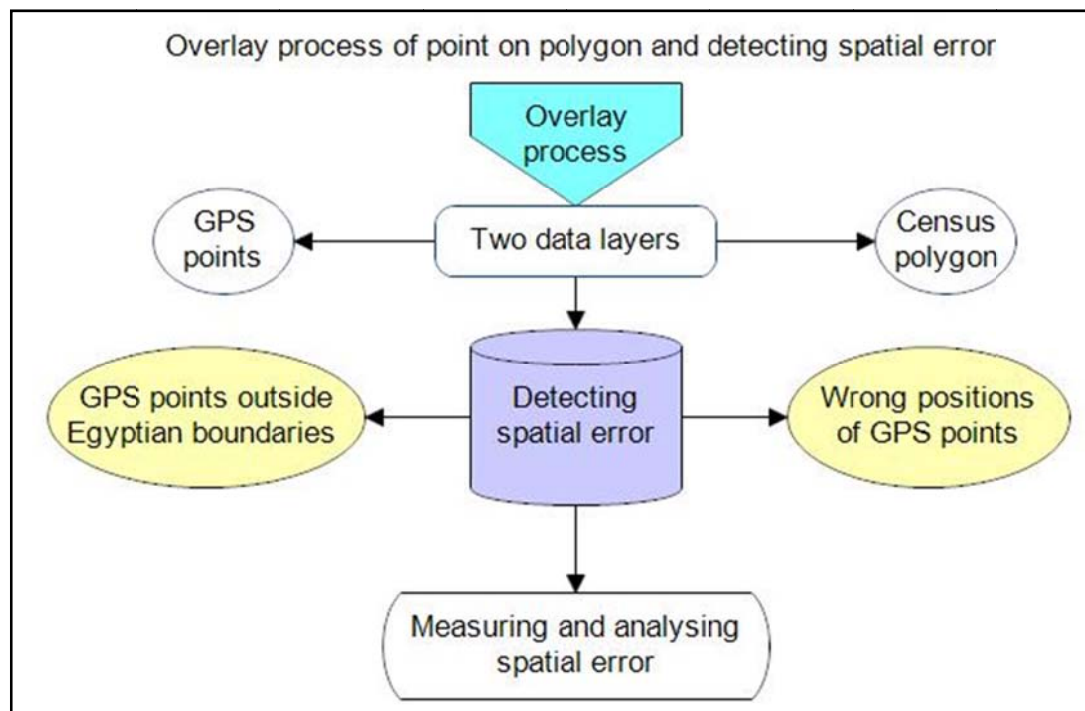 Overlay process of point on polygon and detecting spatial error
Overlay
process
GPS
points
Two data layers
Census
polygon
GPS points outside
Egyptian boundaries
Detecting
spatial error
Wrong positions
of GPS points
Measuring and analysing
spatial error